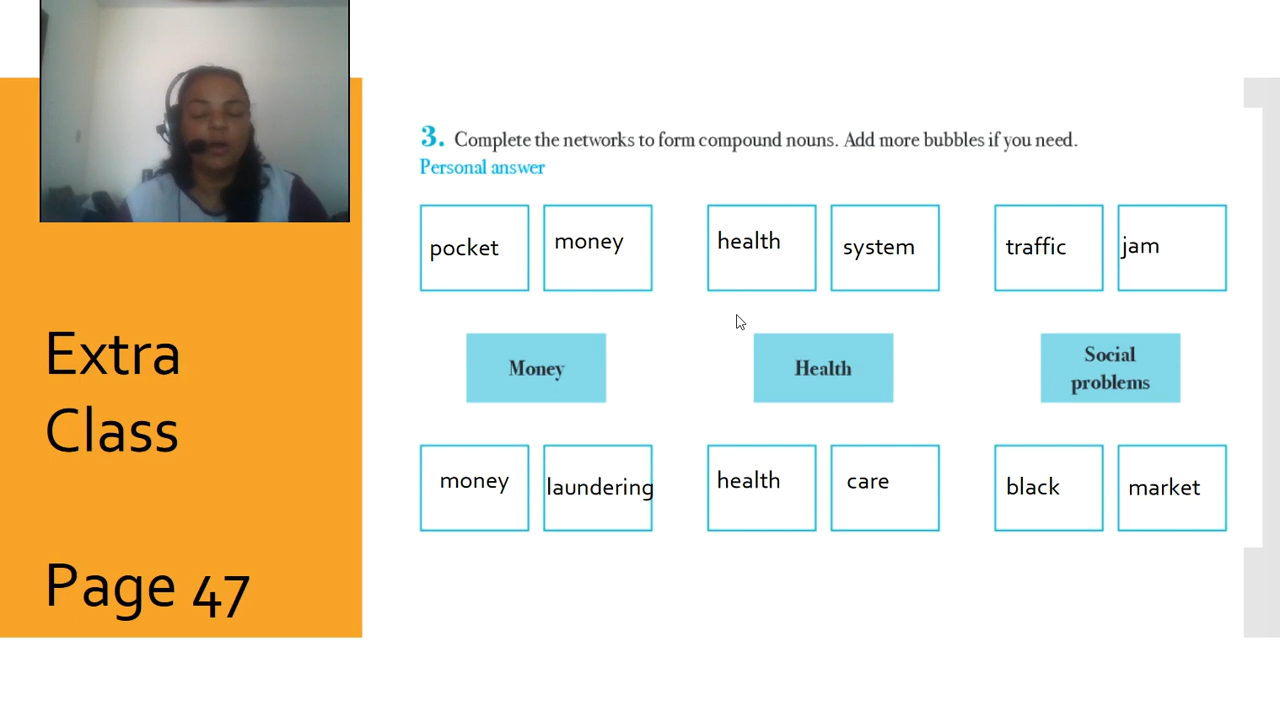 Extra
Class
Page 47
3. Complete the networks to form compound nouns. Add more bubbles if you need.
Personal answer
pocket money health system traffic jam
Money Health Social problems
money laundering health care black market